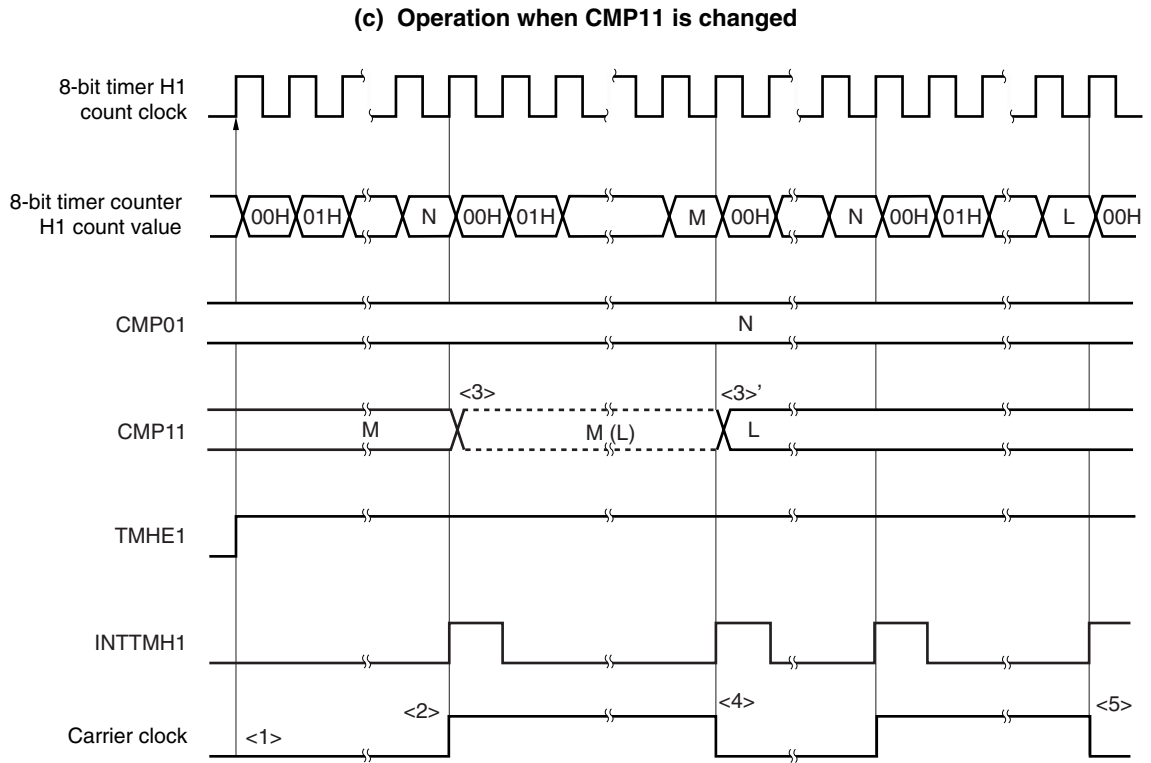 (c) Operation when CMP11 is changed
8-bit timer H1
count clock
8-bit timer counter
H1 count value
00H 01H N 00H 01H M 00H N 00H 01H L 00H
CMP01
N
<3> <3>’
CMP11
M M (L) L
TMHE1
INTTMH1
<2> <4> <5>
Carrier clock
<1>